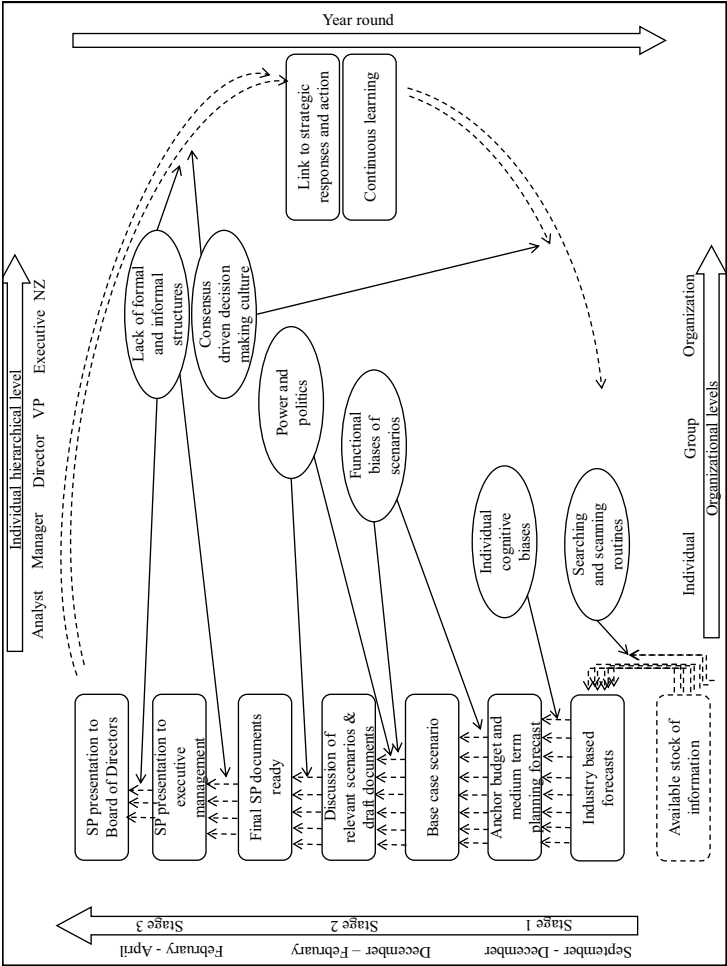 Year round
Individual hierarchical level
Analyst Manager Director VP Executive NZ
Link to strategic
responses and action
Continuous learning
Lack of formal
and informal
structures
Consensus
driven decision
making culture
Power and
politics
Functional
biases of
scenarios
Individual
cognitive
biases
Searching
and scanning
routines
SP presentation to
Board of Directors
SP presentation to
executive
management
Final SP documents
ready
Discussion of
relevant scenarios &
draft documents
Base case scenario
Anchor budget and
medium term
planning forecast
Industry based
forecasts
Available stock of
information
Individual Group Organization
Organizational levels
Stage 3
Stage 2
Stage 1
February - April
December – February
September - December